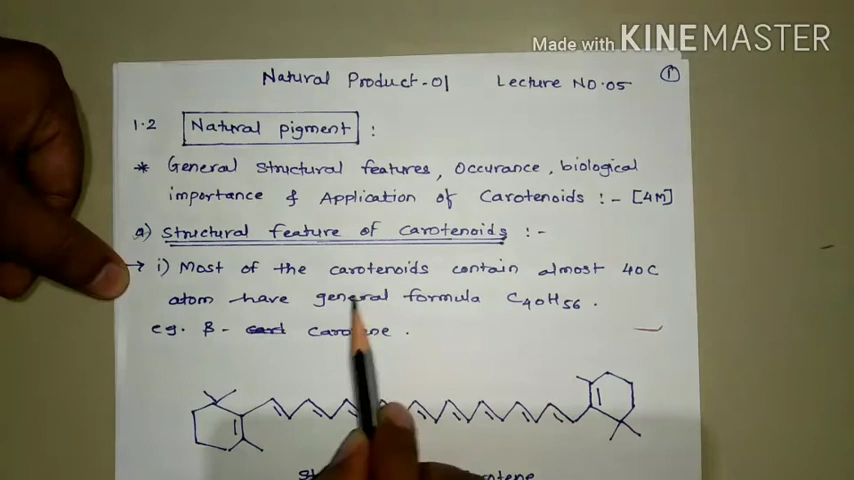 Made with KINEMASTER
Natural Product-01 Lecture No.05 1
1.2 Natural pigment :
* General structural features, Occurance, biological
importance & Application of Carotenoids :- [4M]
a) Structural feature of carotenoids :-
→ i) Most of the carotenoids contain almost 40C
atom have general formula C40H56.
eg. β- carotene.